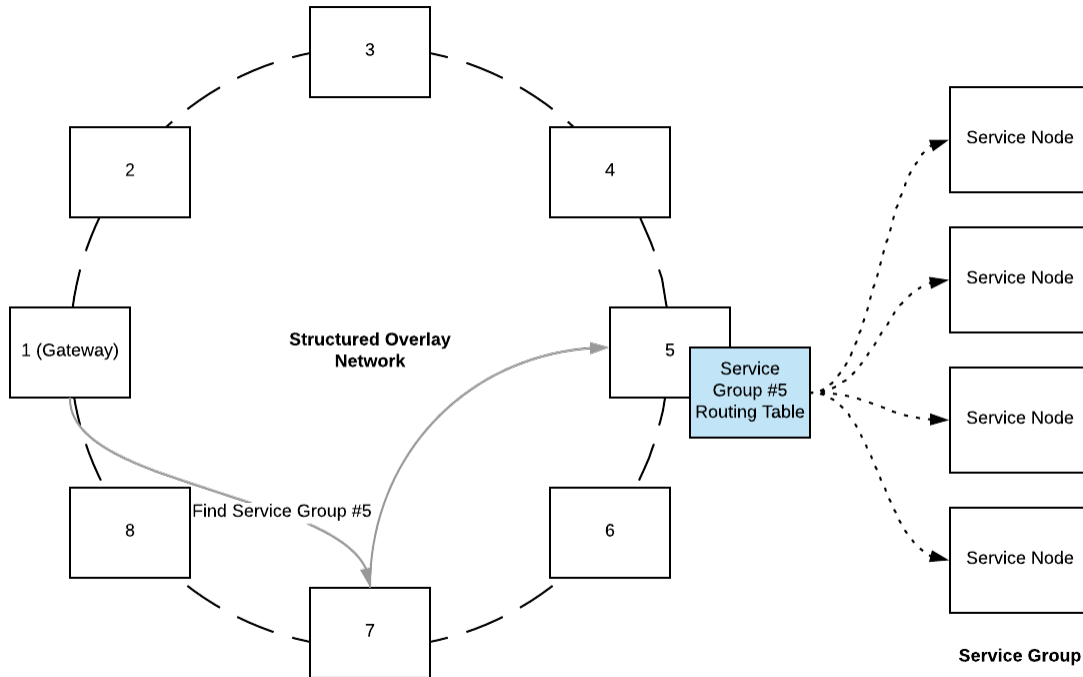 3
2
4
1 (Gateway)
Structured Overlay
Network
5
Service
Group #5
Routing Table
Find Service Group #5
8
6
7
Service Node
Service Node
Service Node
Service Node
Service Group